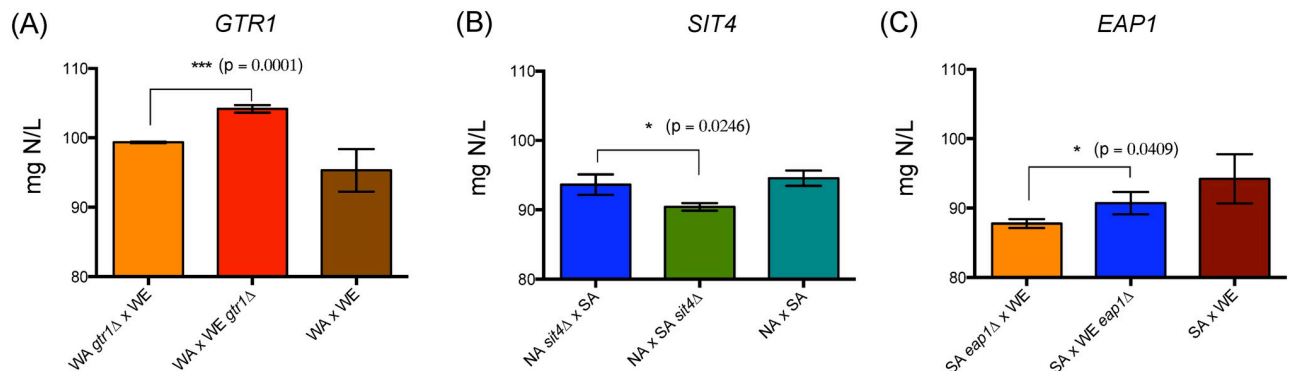 (A) GTR1
mg N/L
110
100
90
80
*** (p = 0.0001)
WA gtr1Δ x WE
WA x WE gtr1Δ
WA x WE
(B) SIT4
mg N/L
110
100
90
80
* (p = 0.0246)
NA sit4Δ x SA
NA x SA sit4Δ
NA x SA
(C) EAP1
mg N/L
110
100
90
80
* (p = 0.0409)
SA eap1Δ x WE
SA x WE eap1Δ
SA x WE